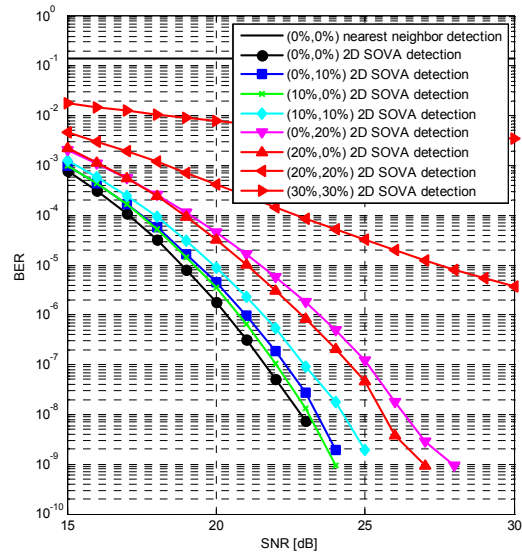 10^0
10^-1
10^-2
10^-3
10^-4
10^-5
10^-6
10^-7
10^-8
10^-9
10^-10
BER
(0%,0%) nearest neighbor detection
(0%,0%) 2D SOVA detection
(0%,10%) 2D SOVA detection
(10%,0%) 2D SOVA detection
(10%,10%) 2D SOVA detection
(0%,20%) 2D SOVA detection
(20%,0%) 2D SOVA detection
(20%,20%) 2D SOVA detection
(30%,30%) 2D SOVA detection
15 20 25 30
SNR [dB]